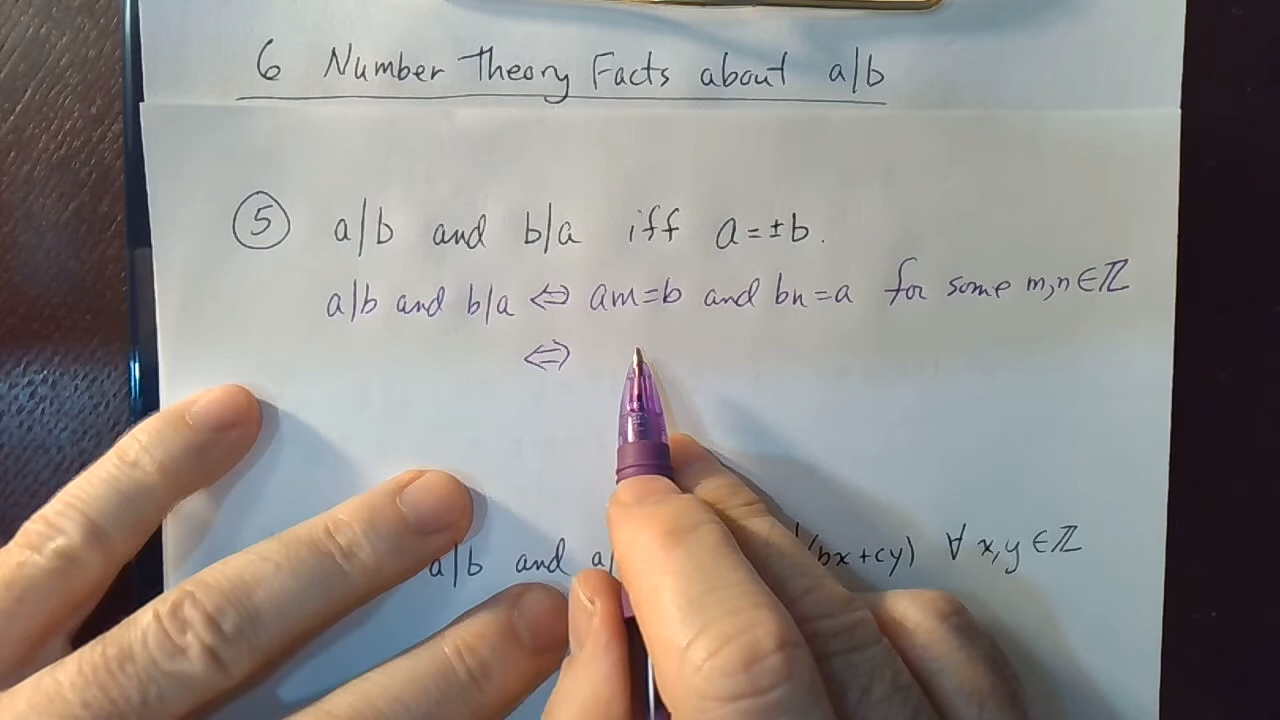 6 Number Theory Facts about a|b
⑤ a|b and b|a iff a=±b.
a|b and b|a ⇔ am=b and bn=a for some m,n∈ℤ
⇔
a|b and a| (bx+cy) ∀ x,y∈ℤ